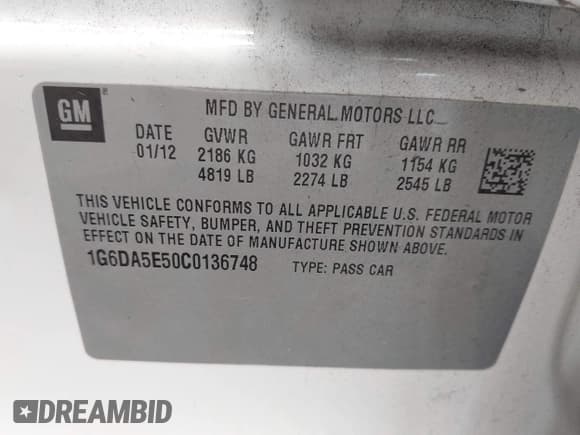 GM
MFD BY GENERAL MOTORS LLC
DATE GVWR GAWR FRT GAWR RR
01/12 2186 KG 1032 KG 1154 KG
4819 LB 2274 LB 2545 LB
THIS VEHICLE CONFORMS TO ALL APPLICABLE U.S. FEDERAL MOTOR
VEHICLE SAFETY, BUMPER, AND THEFT PREVENTION STANDARDS
IN EFFECT ON THE DATE OF MANUFACTURE SHOWN ABOVE.
1G6DA5E50C0136748 TYPE: PASS CAR
DREAMBID